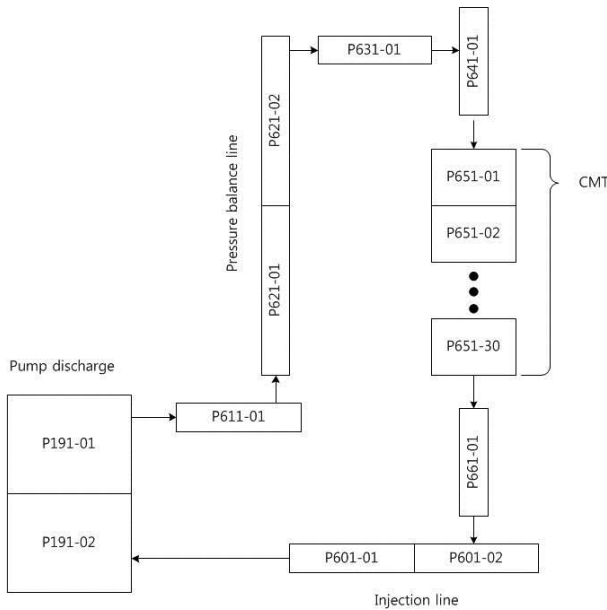 P631-01
P641-01
P621-02
Pressure balance line
P651-01
CMT
P651-02
P621-01
P651-30
Pump discharge
P611-01
P191-01
P661-01
P191-02
P601-01
P601-02
Injection line